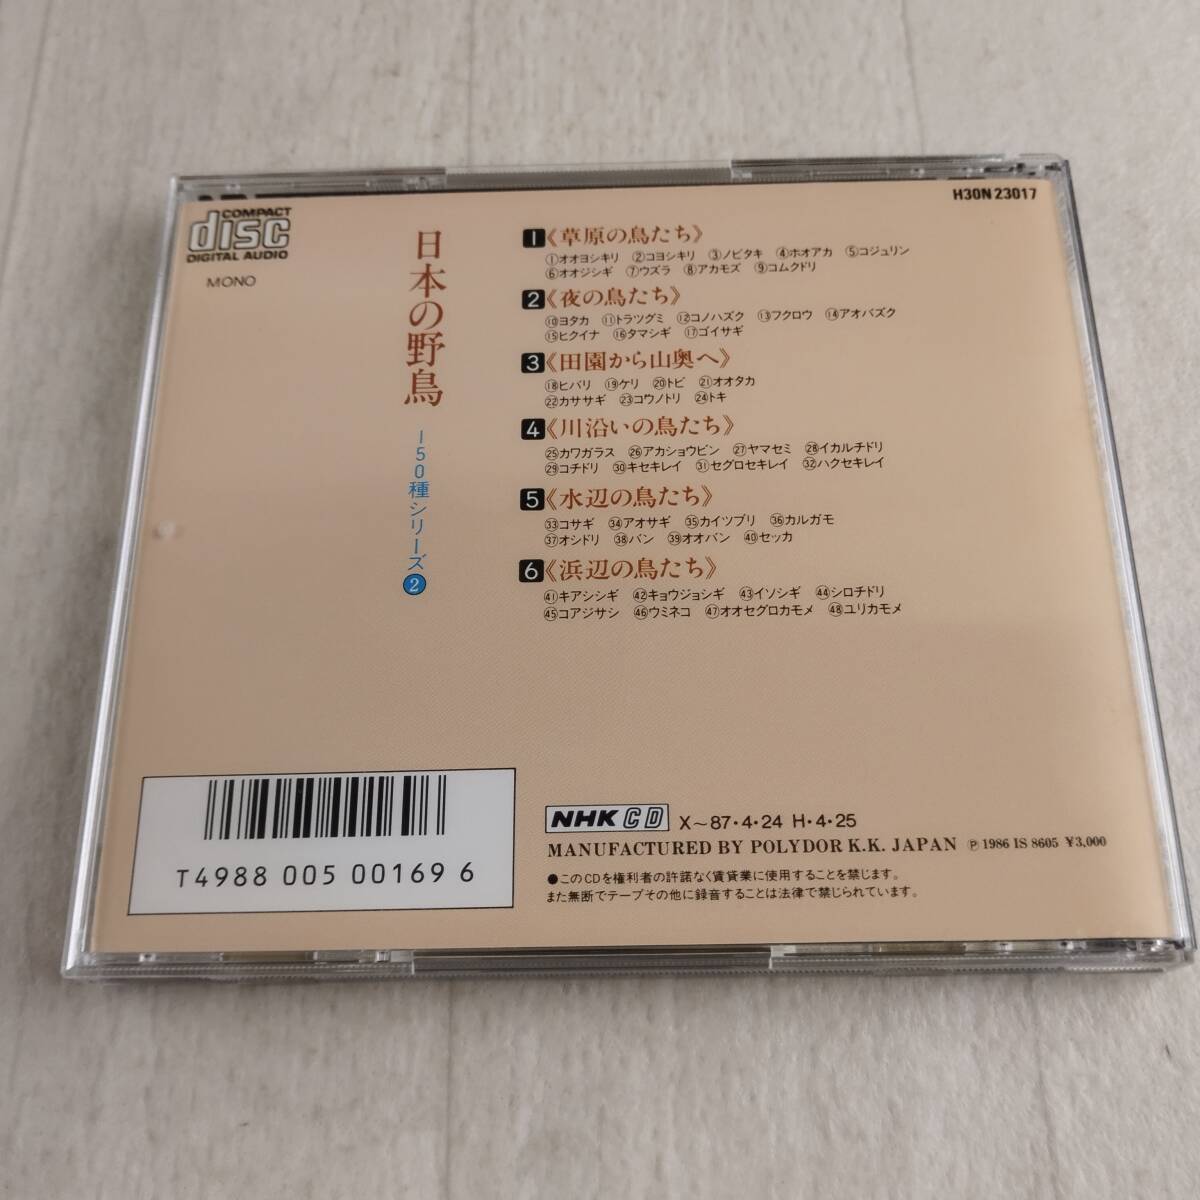 H30N 23017
COMPACT
disc
DIGITAL AUDIO
MONO
日本の野鳥
—50種シリーズ②
1《草原の鳥たち》
①オオヨシキリ ②コヨシキリ ③ノビタキ ④ホオアカ ⑤コジュリン
⑥オオジシギ ⑦ウズラ ⑧アカモズ ⑨コムクドリ
2《夜の鳥たち》
⑩ヨタカ ⑪トラツグミ ⑫コノハズク ⑬フクロウ ⑭アオバズク
⑮ヒクイナ ⑯タマシギ ⑰ゴイサギ
3《田園から山奥へ》
⑱ヒバリ ⑲ケリ ⑳トビ ㉑オオタカ
㉒カササギ ㉓コウノトリ ㉔トキ
4《川沿いの鳥たち》
㉕カワガラス ㉖アカショウビン ㉗ヤマセミ ㉘イカルチドリ
㉙コチドリ ㉚キセキレイ ㉛セグロセキレイ ㉜ハクセキレイ
5《水辺の鳥たち》
㉝コサギ ㉞アオサギ ㉟カイツブリ ㊱カルガモ
㊲オシドリ ㊳バン ㊴オオバン ㊵セッカ
6《浜辺の鳥たち》
㊶キアシシギ ㊷キョウジョシギ ㊸イソシギ ㊹シロチドリ
㊺コアジサシ ㊻ウミネコ ㊼オオセグロカモメ ㊽ユリカモメ
T4988 005 00169 6
NHK CD X～87・4・24 H・4・25
MANUFACTURED BY POLYDOR K.K. JAPAN Ⓟ 1986 IS 8605 ¥3,000
●このCDを権利者の許諾なく賃貸業に使用することを禁じます。
また無断でテープその他に録音することは法律で禁じられています。